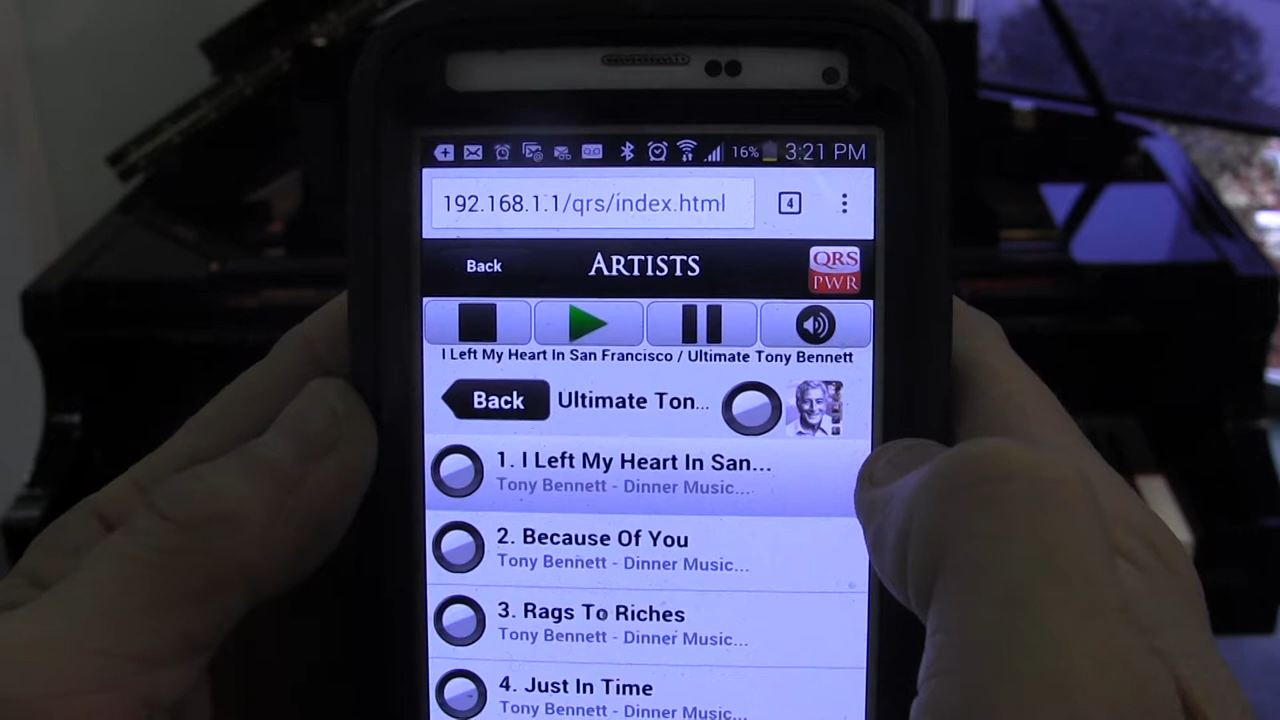 16% 3:21 PM
192.168.1.1/qrs/index.html 4
Back ARTISTS QRS
PWR
I Left My Heart In San Francisco / Ultimate Tony Bennett
Back Ultimate Ton...
1. I Left My Heart In San...
Tony Bennett - Dinner Music...
2. Because Of You
Tony Bennett - Dinner Music...
3. Rags To Riches
Tony Bennett - Dinner Music...
4. Just In Time
Tony Bennett - Dinner Music...